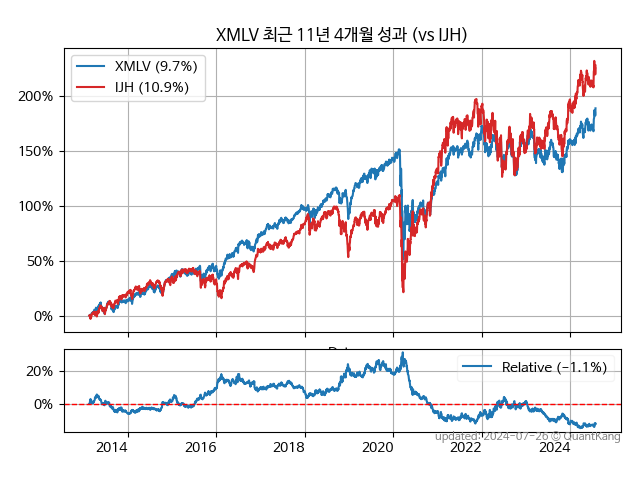 XMLV 최근 11년 4개월 성과 (vs IJH)
XMLV (9.7%)
IJH (10.9%)
200%
150%
100%
50%
0%
20%
0%
Relative (−1.1%)
2014
2016
2018
2020
2022
2024
updated: 2024-07-26 © QuantKang